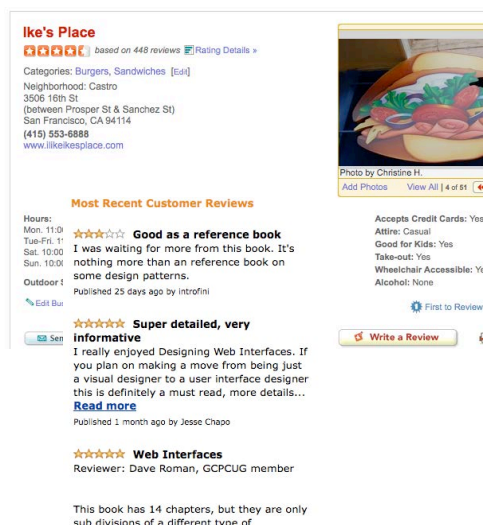 Ike's Place
based on 448 reviews Rating Details »
Categories: Burgers, Sandwiches [Edit]
Neighborhood: Castro
3506 16th St
(between Prosper St & Sanchez St)
San Francisco, CA 94114
(415) 553-6888
www.ilikeikesplace.com
Photo by Christine H.
Add Photos View All | 4 of 51
Hours:
Mon. 11:0
Tue-Fri. 1
Sat. 10:00
Sun. 10:0
Outdoor
Edit Bu
Sen
Most Recent Customer Reviews
Good as a reference book
I was waiting for more from this book. It's
nothing more than an reference book on
some design patterns.
Published 25 days ago by introfini
Super detailed, very
informative
I really enjoyed Designing Web Interfaces. If
you plan on making a move from being just
a visual designer to a user interface designer
this is definitely a must read, more details...
Read more
Published 1 month ago by Jesse Chapo
Web Interfaces
Reviewer: Dave Roman, GCPCUG member
This book has 14 chapters, but they are only
sub divisions of a different type of
Accepts Credit Cards: Yes
Attire: Casual
Good for Kids: Yes
Take-out: Yes
Wheelchair Accessible: Ye
Alcohol: None
First to Review
Write a Review